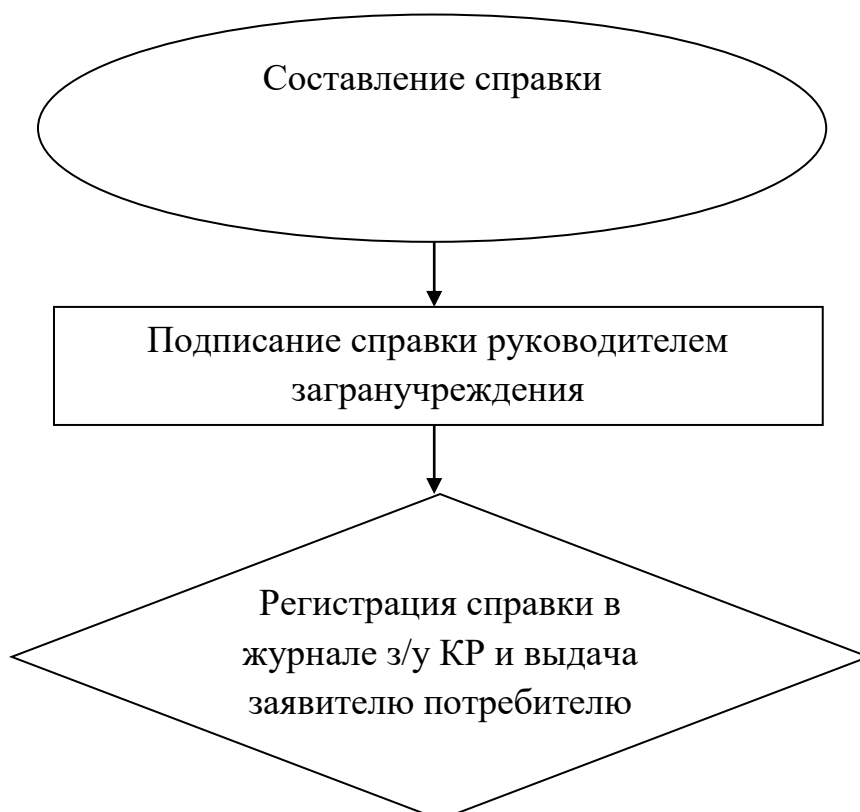 Составление справки
Подписание справки руководителем
загранучреждения
Регистрация справки в
журнале з/у КР и выдача
заявителю потребителю